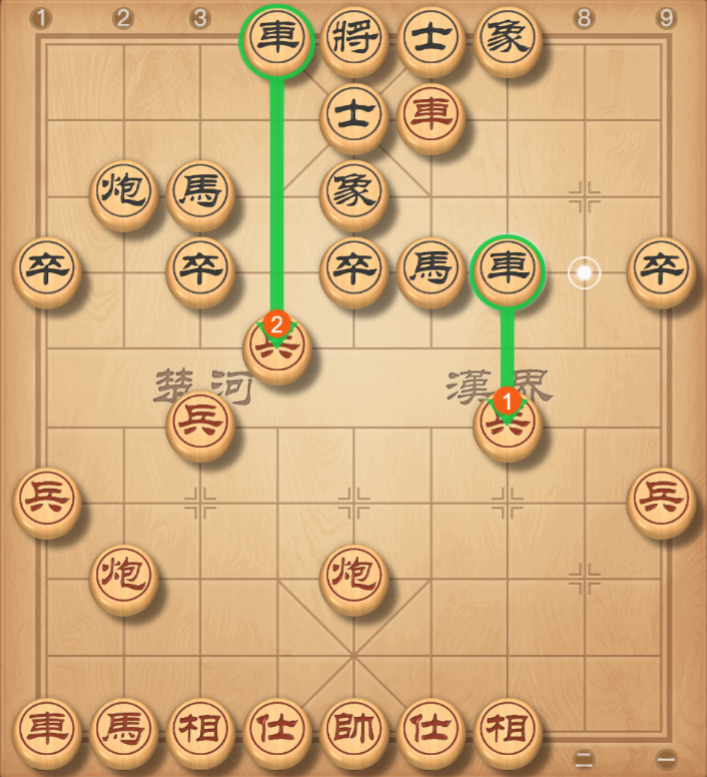 1 2 3 車 將 士 象 8 9
士 車
炮 馬 象
卒 卒 卒 馬 車 卒
2 兵
楚河 漢界
兵 1 兵
兵 兵
炮 炮
車 馬 相 仕 帥 仕 相 二 一